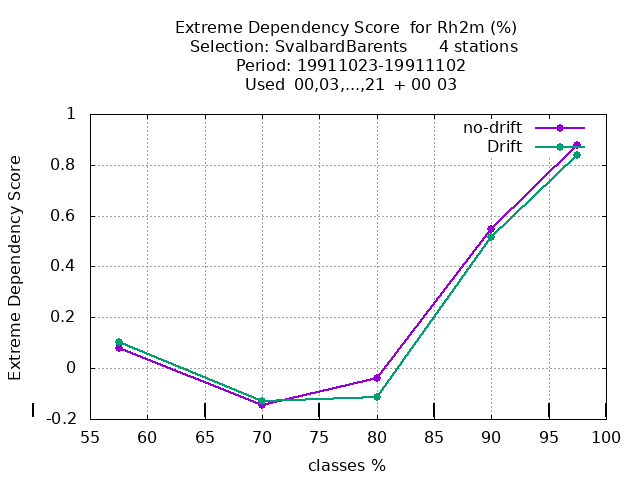 Extreme Dependency Score for Rh2m (%)
Selection: SvalbardBarents 4 stations
Period: 19911023-19911102
Used 00,03,...,21 + 00 03
no-drift
Drift
Extreme Dependency Score
1
0.8
0.6
0.4
0.2
0
-0.2
55 60 65 70 75 80 85 90 95 100
classes %